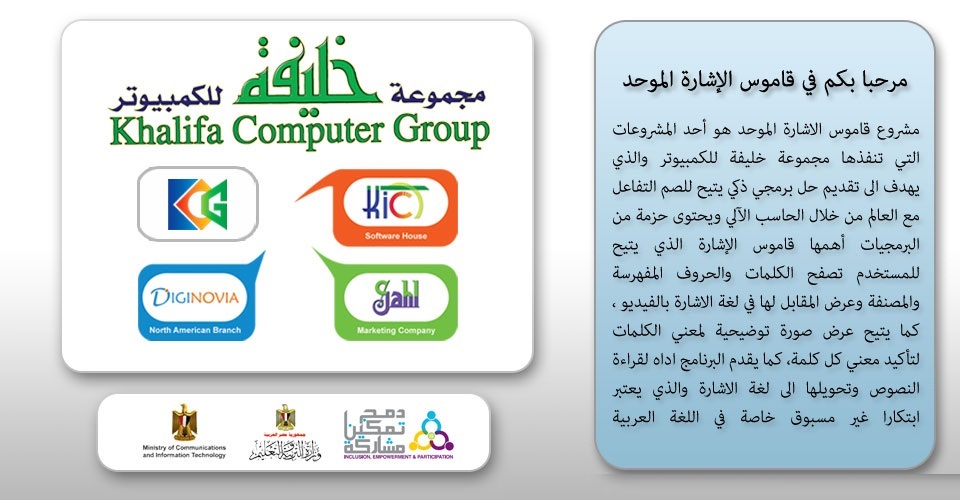 خليفة
مجموعة للكمبيوتر
Khalifa Computer Group
KCG
KiCT
Software House
DIGINOVIA
North American Branch
Sahl
Marketing Company
Ministry of Communications
and Information Technology
جمهورية مصر العربية
وزارة التربية والتعليم
دمج
تمكين
مشاركة
INCLUSION, EMPOWERMENT & PARTICIPATION
مرحبا بكم في قاموس الإشارة الموحد
مشروع قاموس الاشارة الموحد هو أحد المشروعات
التي تنفذها مجموعة خليفة للكمبيوتر والذي
يهدف الى تقديم حل برمجي ذكي يتيح للصم التفاعل
مع العالم من خلال الحاسب الآلي ويحتوى حزمة من
البرمجيات أهمها قاموس الإشارة الذي يتيح
للمستخدم تصفح الكلمات والحروف المفهرسة
والمصنفة وعرض المقابل لها في لغة الاشارة بالفيديو ،
كما يتيح عرض صورة توضيحية لمعني الكلمات
لتأكيد معني كل كلمة، كما يقدم البرنامج اداه لقراءة
النصوص وتحويلها الى لغة الاشارة والذي يعتبر
ابتكارا غير مسبوق خاصة في اللغة العربية